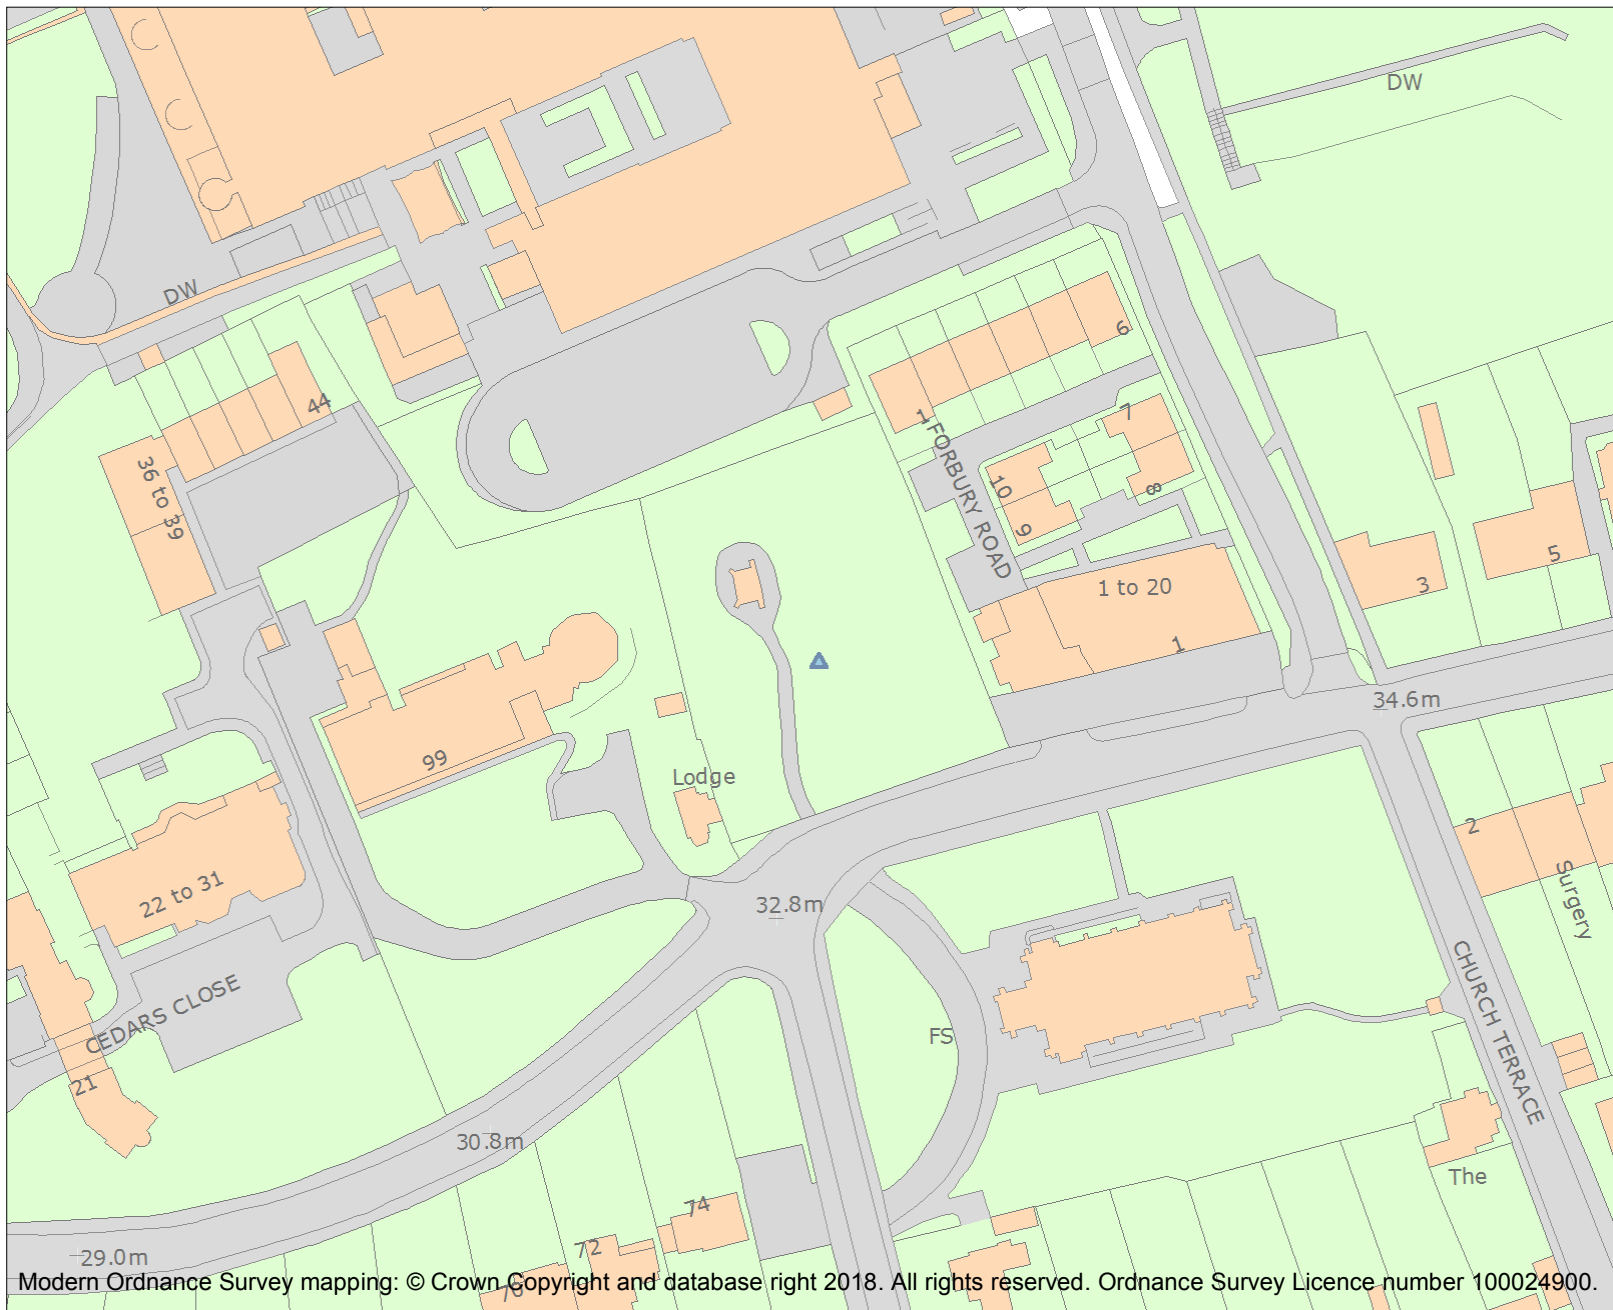 DW
DW
6
44
1
7
FORBURY ROAD
36 to 39
10
8
9
5
3
1 to 20
1
34.6m
99
Lodge
2
22 to 31
Surgery
32.8m
CEDARS CLOSE
FS
CHURCH TERRACE
21
30.8m
The
74
72
29.0m
70
Modern Ordnance Survey mapping: © Crown Copyright and database right 2018. All rights reserved. Ordnance Survey Licence number 100024900.